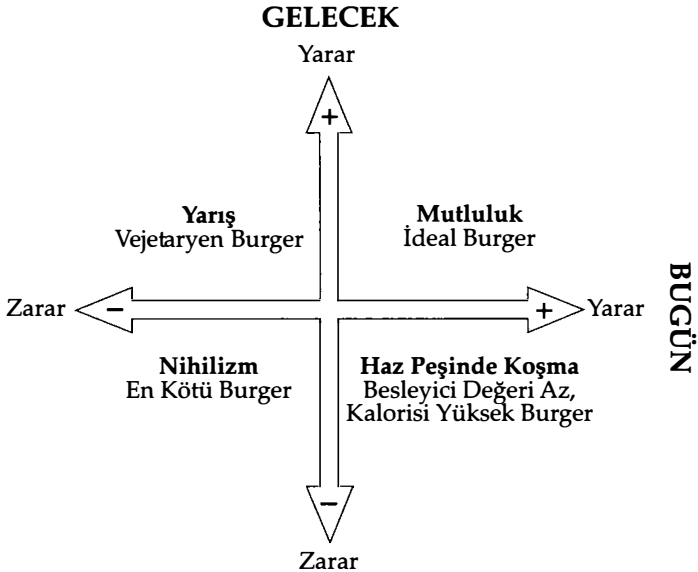 GELECEK
Yarar
+
Yarış
Vejetaryen Burger
Mutluluk
İdeal Burger
Zarar
−
+
Yarar
BUGÜN
Nihilizm
En Kötü Burger
Haz Peşinde Koşma
Besleyici Değeri Az,
Kalorisi Yüksek Burger
−
Zarar